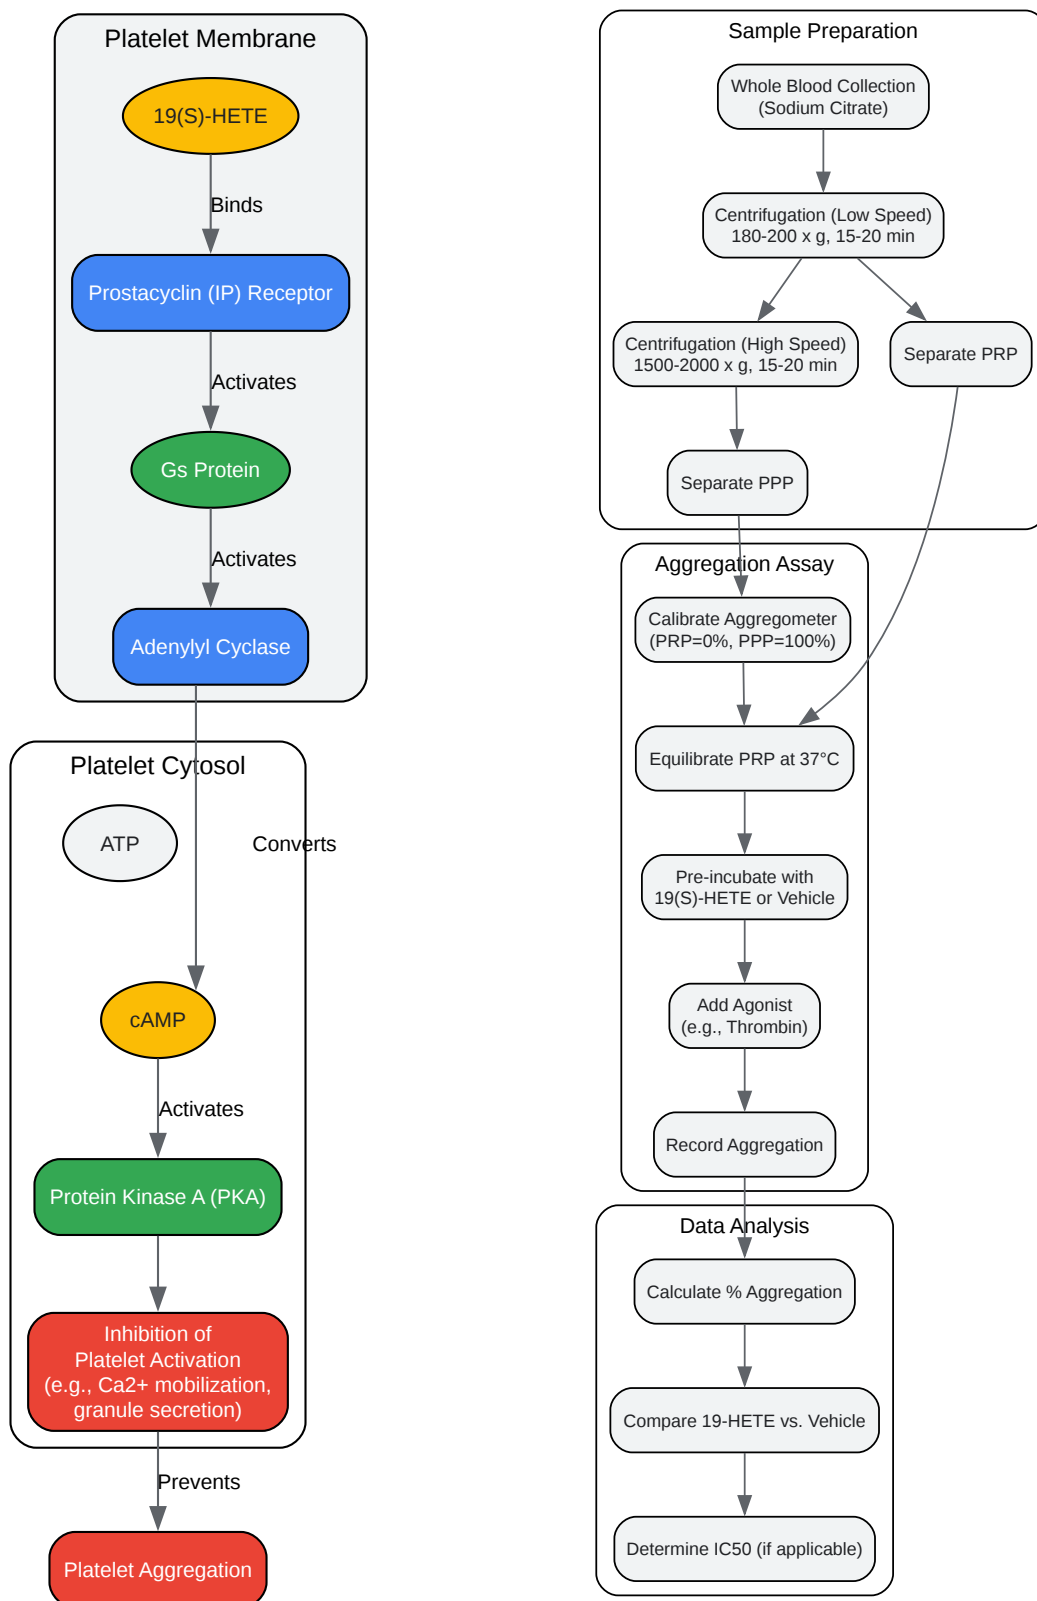 Platelet Membrane
19(S)-HETE
Binds
Prostacyclin (IP) Receptor
Activates
Gs Protein
Activates
Adenylyl Cyclase
Platelet Cytosol
ATP
Converts
cAMP
Activates
Protein Kinase A (PKA)
Inhibition of
Platelet Activation
(e.g., Ca2+ mobilization,
granule secretion)
Prevents
Platelet Aggregation
Sample Preparation
Whole Blood Collection
(Sodium Citrate)
Centrifugation (Low Speed)
180-200 x g, 15-20 min
Centrifugation (High Speed)
1500-2000 x g, 15-20 min
Separate PRP
Separate PPP
Aggregation Assay
Calibrate Aggregometer
(PRP=0%, PPP=100%)
Equilibrate PRP at 37°C
Pre-incubate with
19(S)-HETE or Vehicle
Add Agonist
(e.g., Thrombin)
Record Aggregation
Data Analysis
Calculate % Aggregation
Compare 19-HETE vs. Vehicle
Determine IC50 (if applicable)